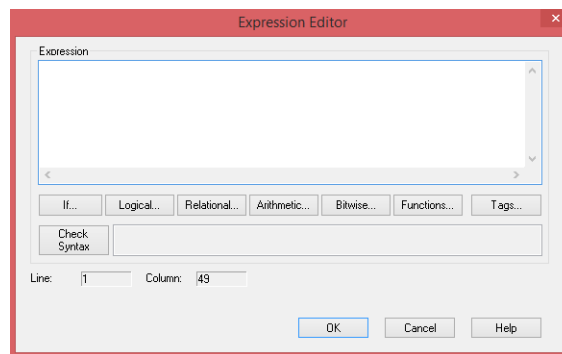 Expression Editor
Expression
If... Logical... Relational... Arithmetic... Bitwise... Functions... Tags...
Check
Syntax
Line: 1 Column: 49
OK Cancel Help